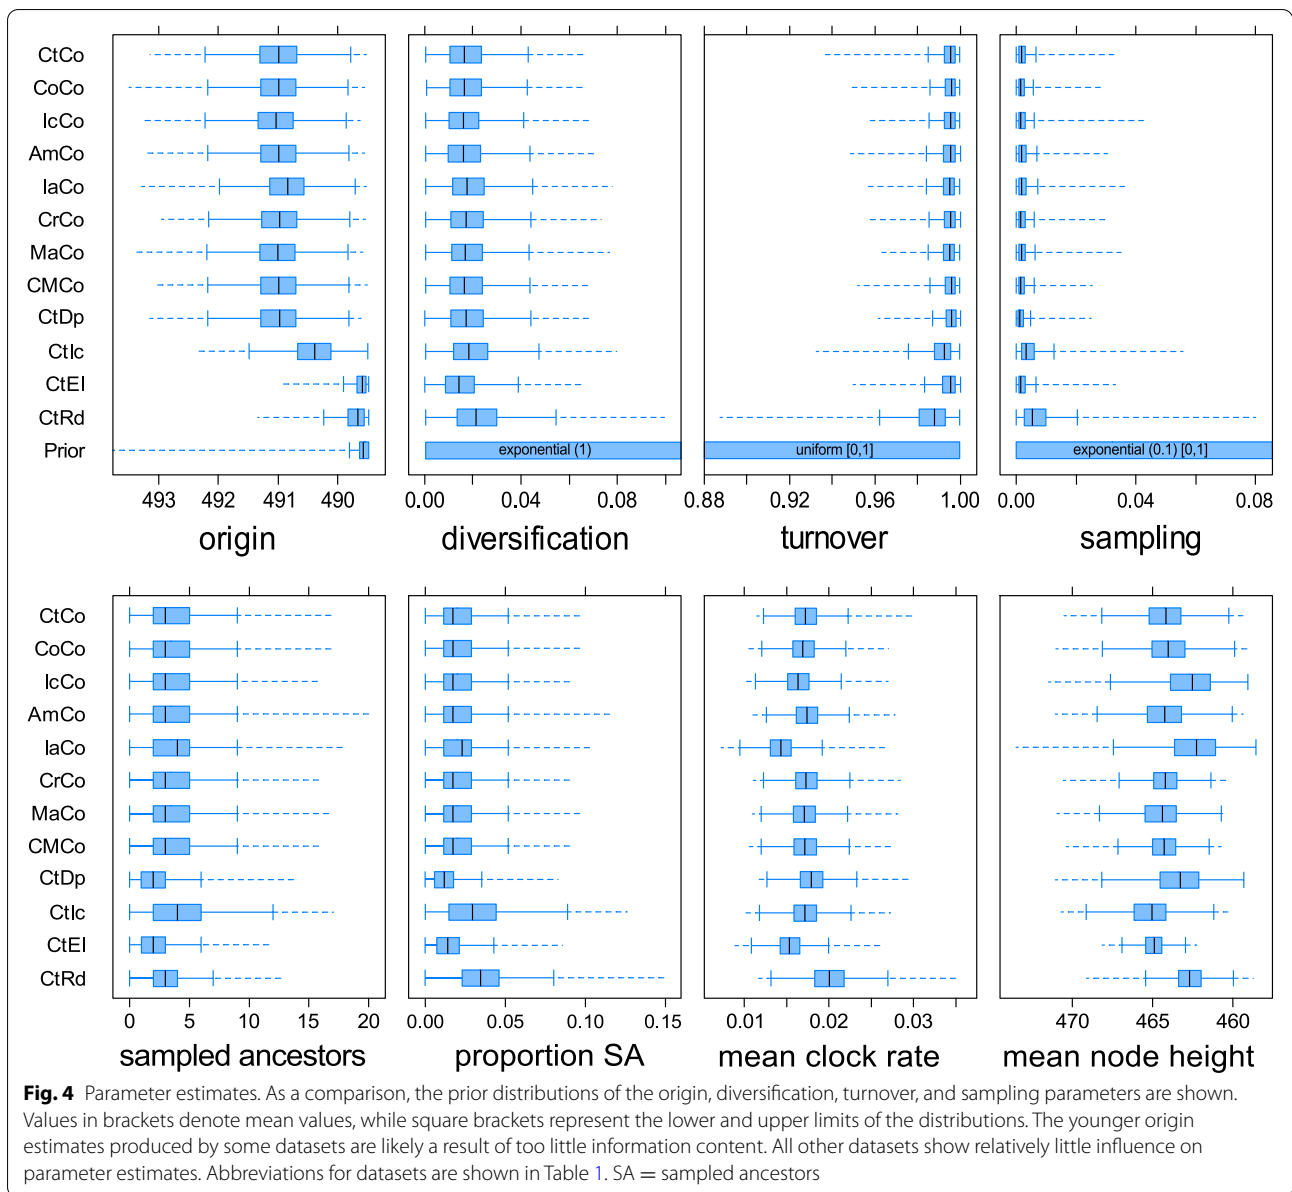 CtCo
CoCo
IcCo
AmCo
IaCo
CrCo
MaCo
CMCo
CtDp
CtIc
CtEl
CtRd
Prior
exponential (1)
uniform [0,1]
exponential (0.1) [0,1]
493 492 491 490
0.00 0.04 0.08
0.88 0.92 0.96 1.00
0.00 0.04 0.08
origin diversification turnover sampling
CtCo
CoCo
IcCo
AmCo
IaCo
CrCo
MaCo
CMCo
CtDp
CtIc
CtEl
CtRd
0 5 10 15 20
0.00 0.05 0.10 0.15
0.01 0.02 0.03
470 465 460
sampled ancestors proportion SA mean clock rate mean node height
Fig. 4 Parameter estimates. As a comparison, the prior distributions of the origin, diversification, turnover, and sampling parameters are shown.
Values in brackets denote mean values, while square brackets represent the lower and upper limits of the distributions. The younger origin
estimates produced by some datasets are likely a result of too little information content. All other datasets show relatively little influence on
parameter estimates. Abbreviations for datasets are shown in Table 1. SA = sampled ancestors